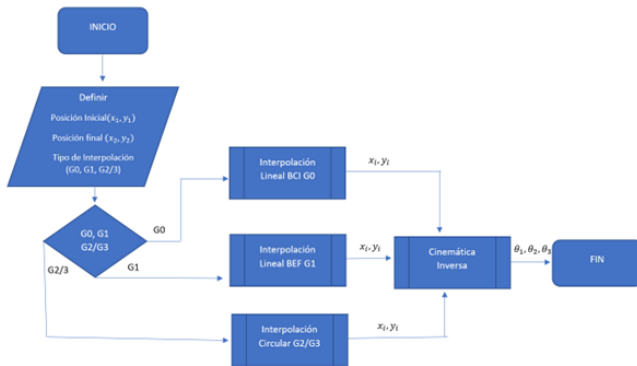 INICIO
Definir
Posición Inicial(x₁, y₁)
Posición final (x₂, y₂)
Tipo de Interpolación
(G0, G1, G2/3)
G0, G1
G2/G3
G0
G1
G2/3
Interpolación
Lineal BCI G0
xᵢ, yᵢ
Interpolación
Lineal BEF G1
xᵢ, yᵢ
Interpolación
Circular G2/G3
xᵢ, yᵢ
Cinemática
Inversa
θ₁, θ₂, θ₃
FIN